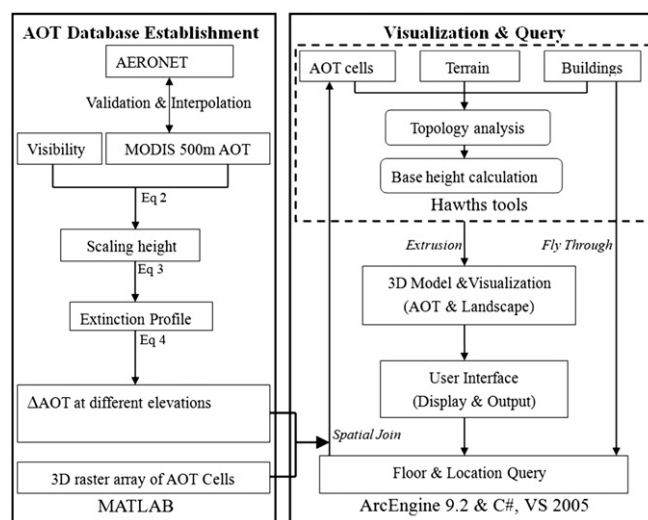 AOT Database Establishment
AERONET
Validation & Interpolation
Visibility
MODIS 500m AOT
Eq 2
Scaling height
Eq 3
Extinction Profile
Eq 4
ΔAOT at different elevations
3D raster array of AOT Cells
MATLAB
Visualization & Query
AOT cells
Terrain
Buildings
Topology analysis
Base height calculation
Hawths tools
Extrusion
Fly Through
3D Model &Visualization
(AOT & Landscape)
User Interface
(Display & Output)
Spatial Join
Floor & Location Query
ArcEngine 9.2 & C#, VS 2005